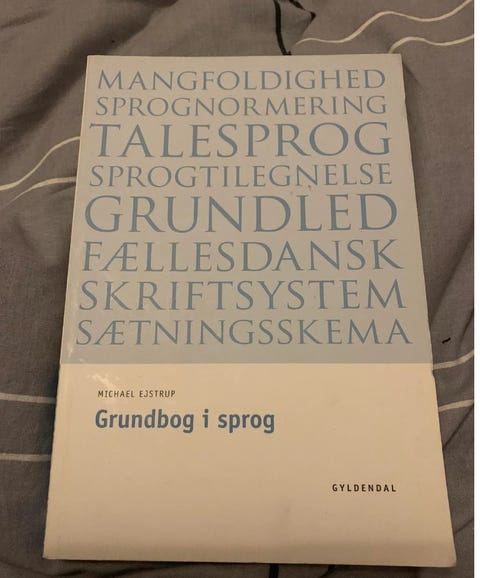 MANGFOLDIGHED
SPROGNORMERING
TALESPROG
SPROGTILEGNELSE
GRUNDLED
FÆLLESDANSK
SKRIFTSYSTEM
SÆTNINGSSKEMA
MICHAEL EJSTRUP
Grundbog i sprog
GYLDENDAL